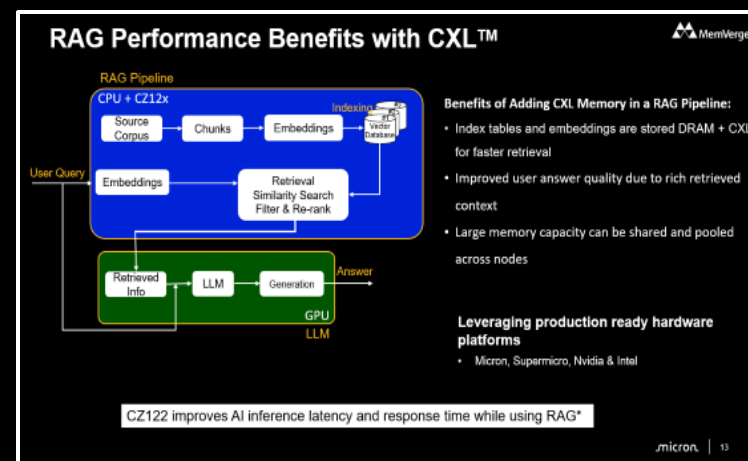 RAG Performance Benefits with CXL™
MemVerge
RAG Pipeline
CPU + CZ12x
Indexing
Source
Corpus
Chunks
Embeddings
Vector
Database
User Query
Embeddings
Retrieval
Similarity Search
Filter & Re-rank
Retrieved
Info
LLM
Generation
Answer
GPU
LLM
Benefits of Adding CXL Memory in a RAG Pipeline:
• Index tables and embeddings are stored DRAM + CXL
for faster retrieval
• Improved user answer quality due to rich retrieved
context
• Large memory capacity can be shared and pooled
across nodes
Leveraging production ready hardware
platforms
• Micron, Supermicro, Nvidia & Intel
CZ122 improves AI inference latency and response time while using RAG*
micron | 13